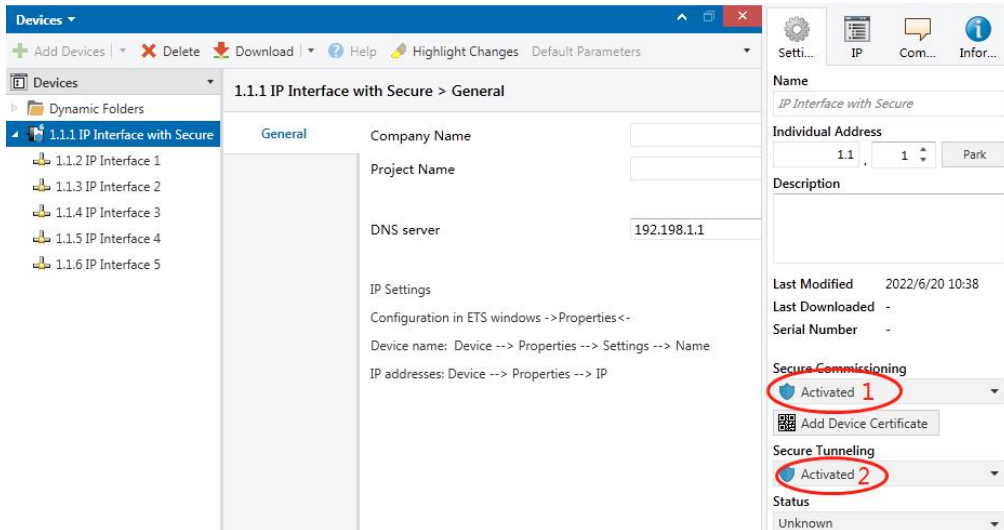 Devices
Add Devices Delete Download Help Highlight Changes Default Parameters
Devices
Dynamic Folders
1.1.1 IP Interface with Secure
1.1.2 IP Interface 1
1.1.3 IP Interface 2
1.1.4 IP Interface 3
1.1.5 IP Interface 4
1.1.6 IP Interface 5
1.1.1 IP Interface with Secure > General
General
Company Name
Project Name
DNS server 192.198.1.1
IP Settings
Configuration in ETS windows ->Properties<-
Device name: Device --> Properties --> Settings --> Name
IP addresses: Device --> Properties --> IP
Setti... IP Com... Infor...
Name
IP Interface with Secure
Individual Address
1.1 . 1 Park
Description
Last Modified 2022/6/20 10:38
Last Downloaded -
Serial Number -
Secure Commissioning
Activated 1
Add Device Certificate
Secure Tunneling
Activated 2
Status
Unknown